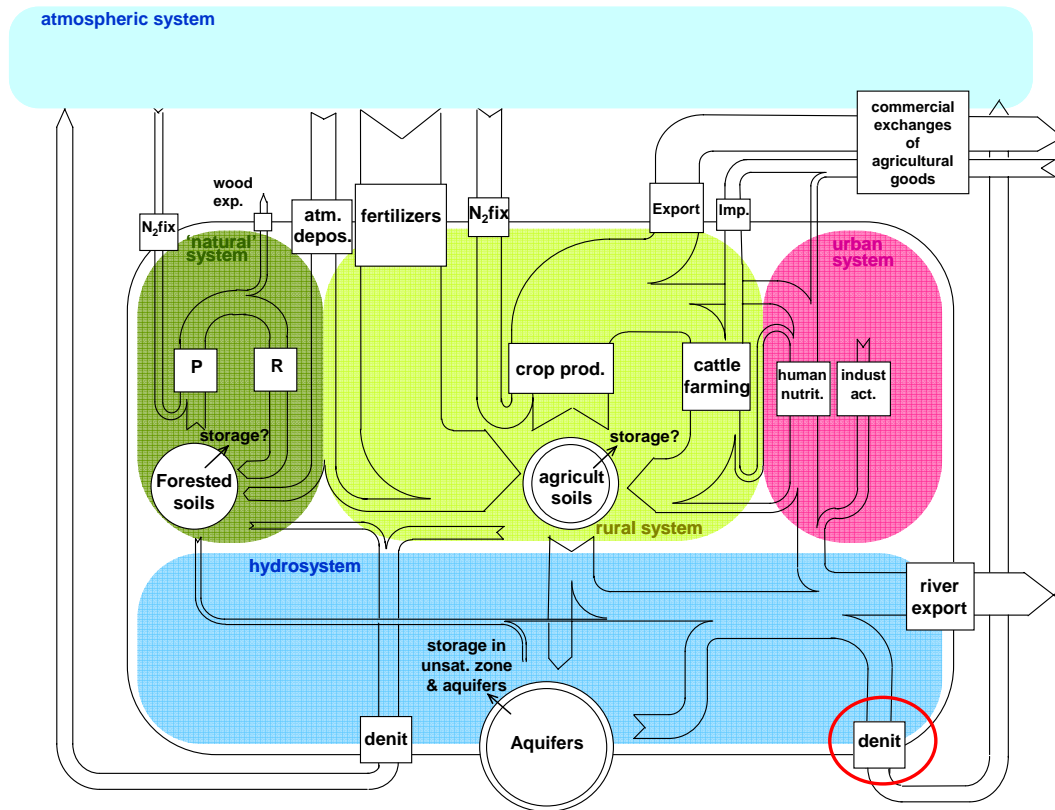 atmospheric system
commercial
exchanges
of
agricultural
goods
wood
exp.
N₂fix
atm.
depos.
fertilizers
N₂fix
Export
Imp.
'natural'
system
urban
system
P
R
crop prod.
cattle
farming
human
nutrit.
indust
act.
storage?
storage?
Forested
soils
agricult
soils
rural system
hydrosystem
river
export
storage in
unsat. zone
& aquifers
denit
Aquifers
denit